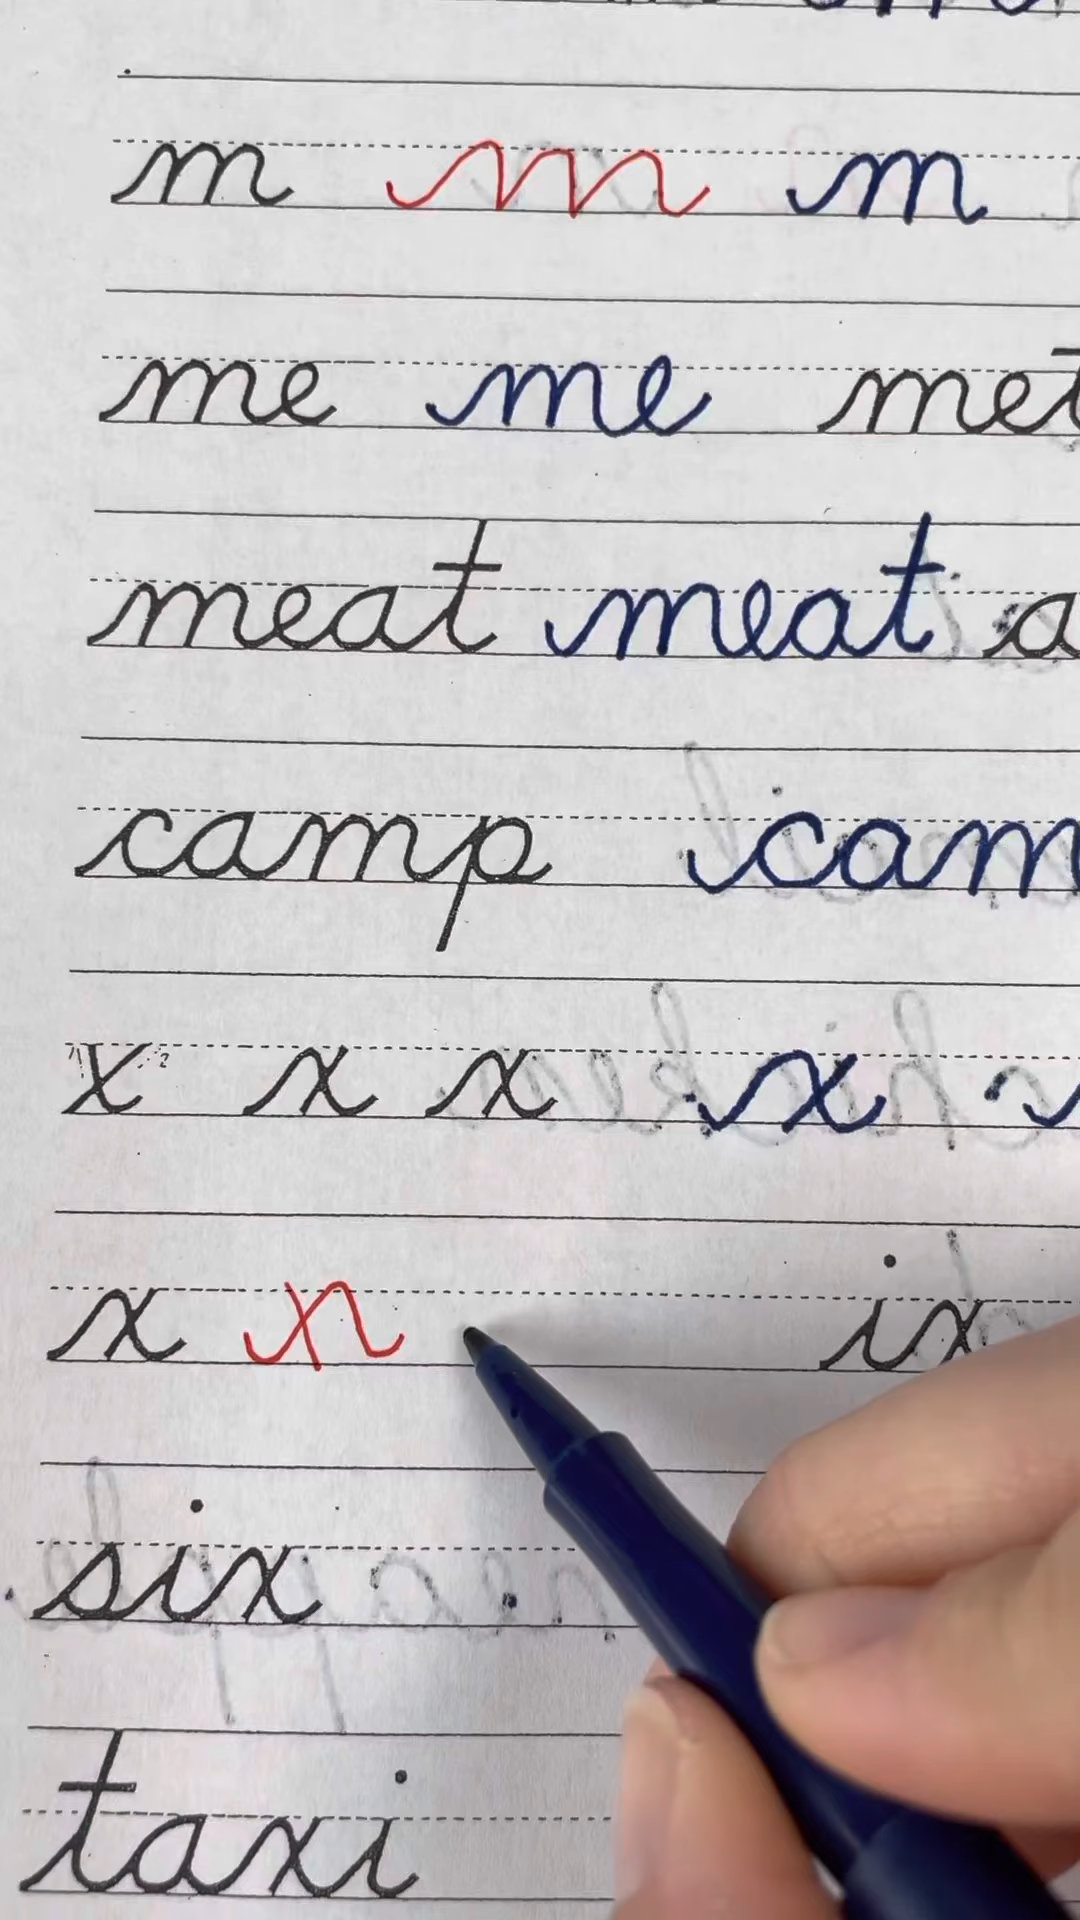 m m m
me me met
meat meat a
camp cam
x x x x
x x ix
six
taxi